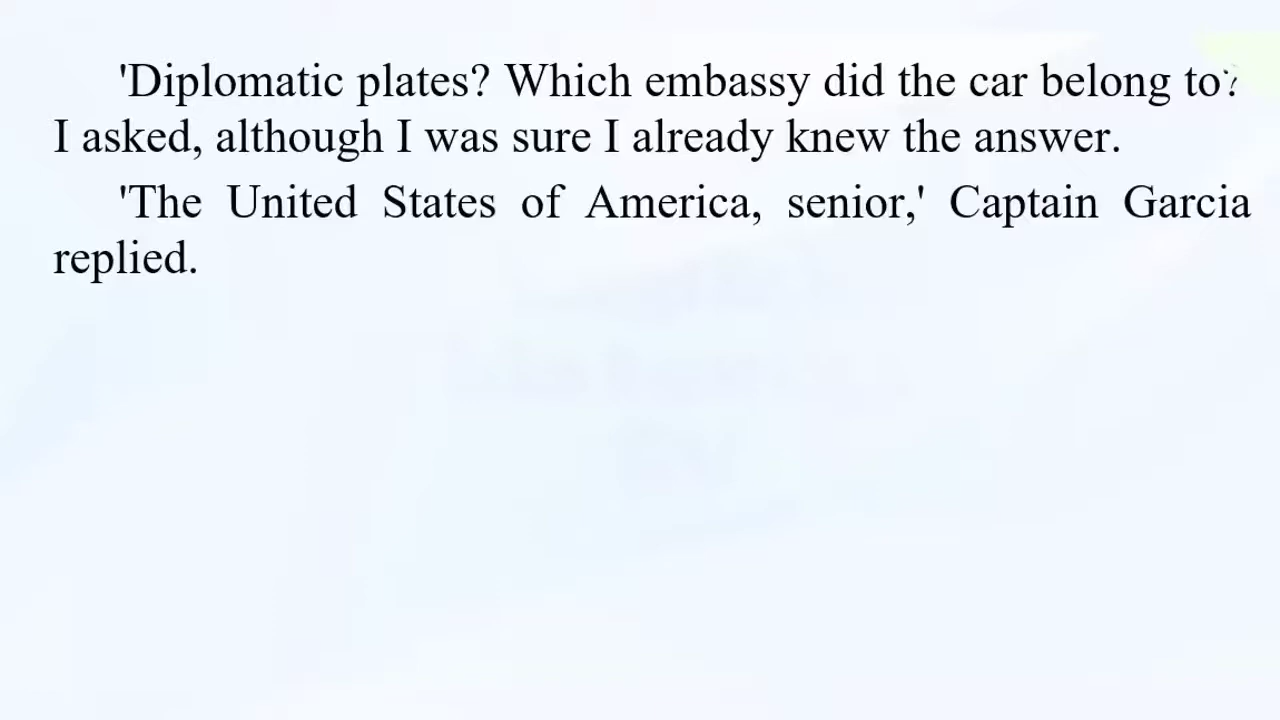 'Diplomatic plates? Which embassy did the car belong to?
I asked, although I was sure I already knew the answer.
'The United States of America, senior,' Captain Garcia
replied.